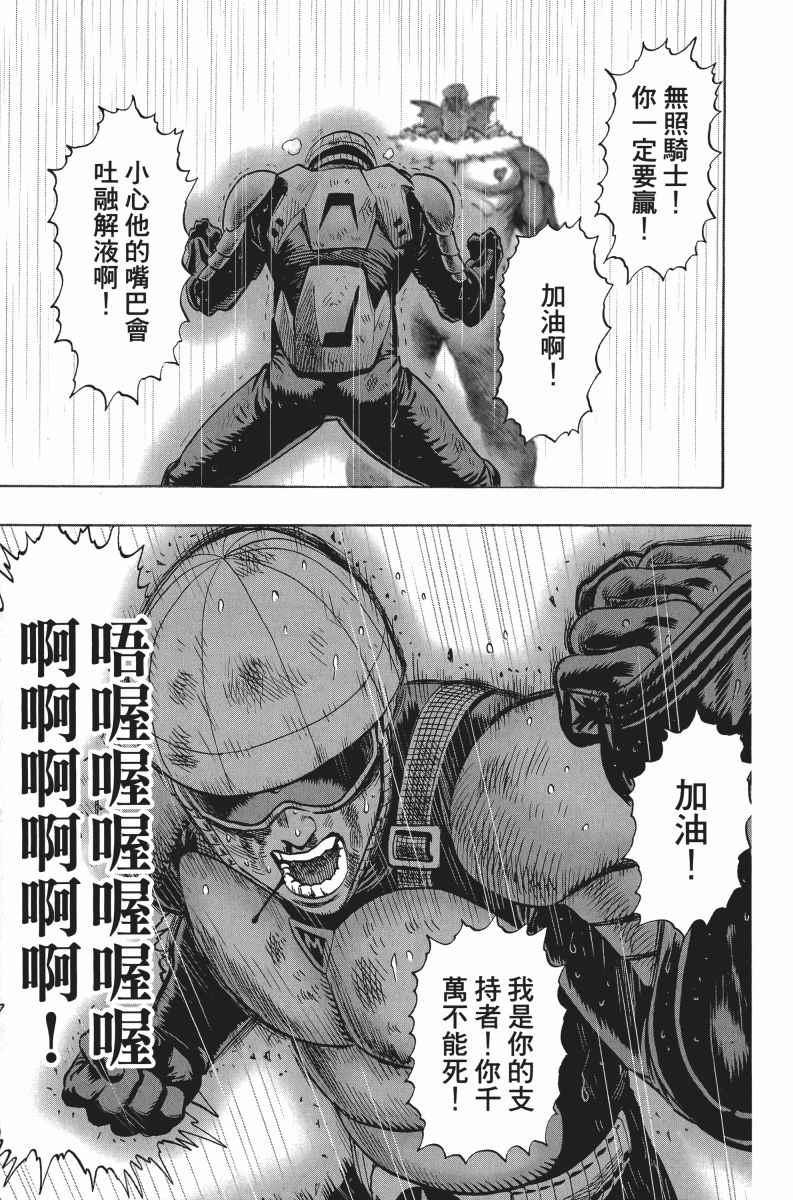 無照騎士！
你一定要贏！
加油啊！
小心他的嘴巴會
吐融解液啊！
加油！
我是你的支
持者！你千
萬不能死！
唔喔喔喔喔喔喔
啊啊啊啊啊啊！
M